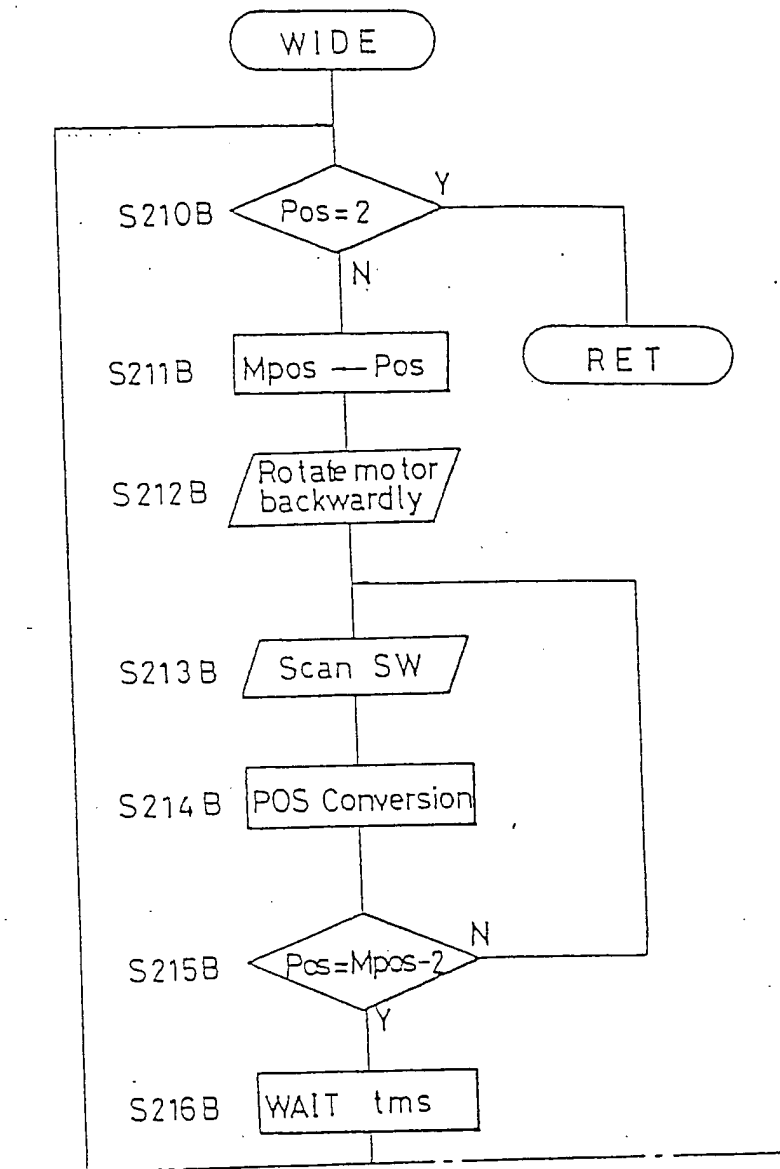 WIDE
S210B
Pos=2
Y
N
S211B
Mpos — Pos
RET
S212B
Rotate motor
backwardly
S213B
Scan SW
S214B
POS Conversion
S215B
Pos=Mpos-2
N
Y
S216B
WAIT tms